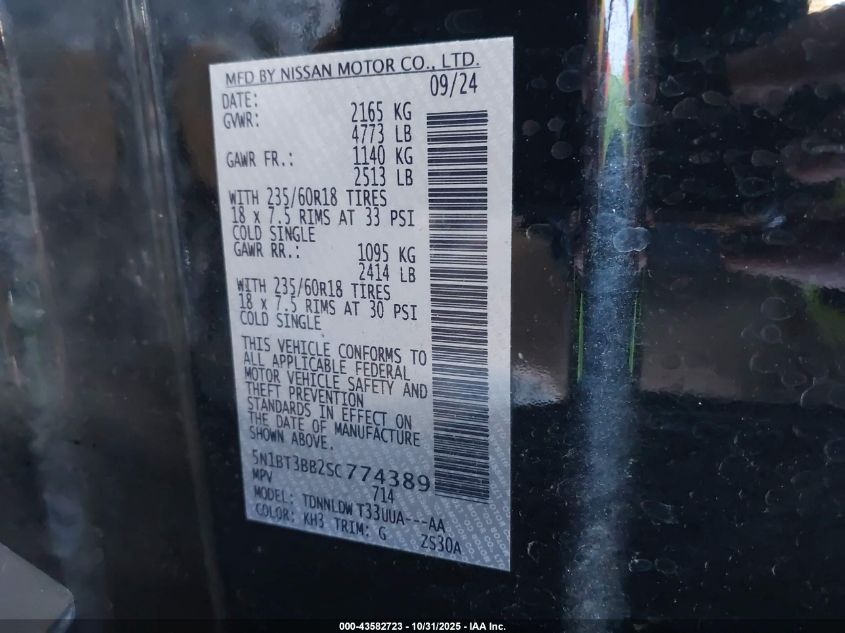 MFD BY NISSAN MOTOR CO., LTD.
DATE: 09/24
GVWR: 2165 KG
4773 LB
GAWR FR.: 1140 KG
2513 LB
WITH 235/60R18 TIRES
18 x 7.5 RIMS AT 33 PSI
COLD SINGLE
GAWR RR.: 1095 KG
2414 LB
WITH 235/60R18 TIRES
18 x 7.5 RIMS AT 30 PSI
COLD SINGLE
THIS VEHICLE CONFORMS TO
ALL APPLICABLE FEDERAL
MOTOR VEHICLE SAFETY AND
THEFT PREVENTION
STANDARDS IN EFFECT ON
THE DATE OF MANUFACTURE
SHOWN ABOVE.
5N1BT3BB2SC774389
MPV 714
MODEL: TDNNLDW T33UUA---AA
COLOR: KH3 TRIM: G 2S30A
000-43582723 - 10/31/2025 - IAA Inc.